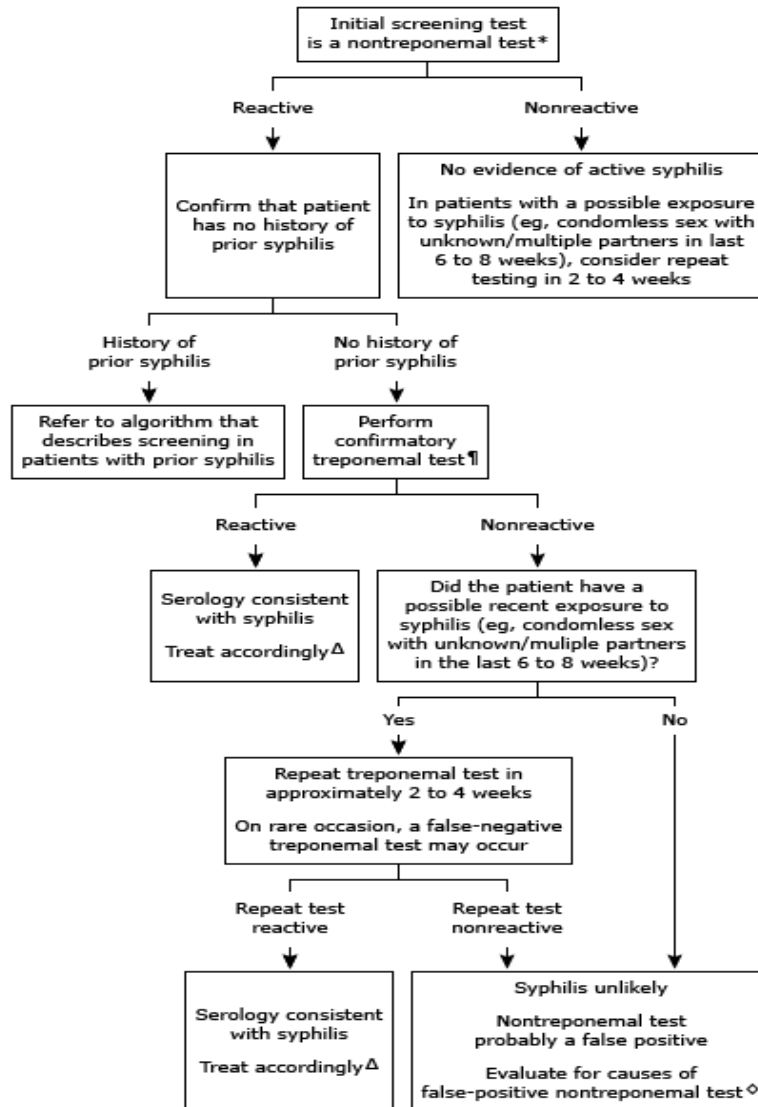 Initial screening test
is a nontreponemal test*
Reactive
Nonreactive
Confirm that patient
has no history of
prior syphilis
No evidence of active syphilis
In patients with a possible exposure
to syphilis (eg, condomless sex with
unknown/multiple partners in last
6 to 8 weeks), consider repeat
testing in 2 to 4 weeks
History of
prior syphilis
No history of
prior syphilis
Refer to algorithm that
describes screening in
patients with prior syphilis
Perform
confirmatory
treponemal test¶
Reactive
Nonreactive
Serology consistent
with syphilis
Treat accordinglyΔ
Did the patient have a
possible recent exposure to
syphilis (eg, condomless sex
with unknown/muliple partners
in the last 6 to 8 weeks)?
Yes
No
Repeat treponemal test in
approximately 2 to 4 weeks
On rare occasion, a false-negative
treponemal test may occur
Repeat test
reactive
Repeat test
nonreactive
Serology consistent
with syphilis
Treat accordinglyΔ
Syphilis unlikely
Nontreponemal test
probably a false positive
Evaluate for causes of
false-positive nontreponemal test◇